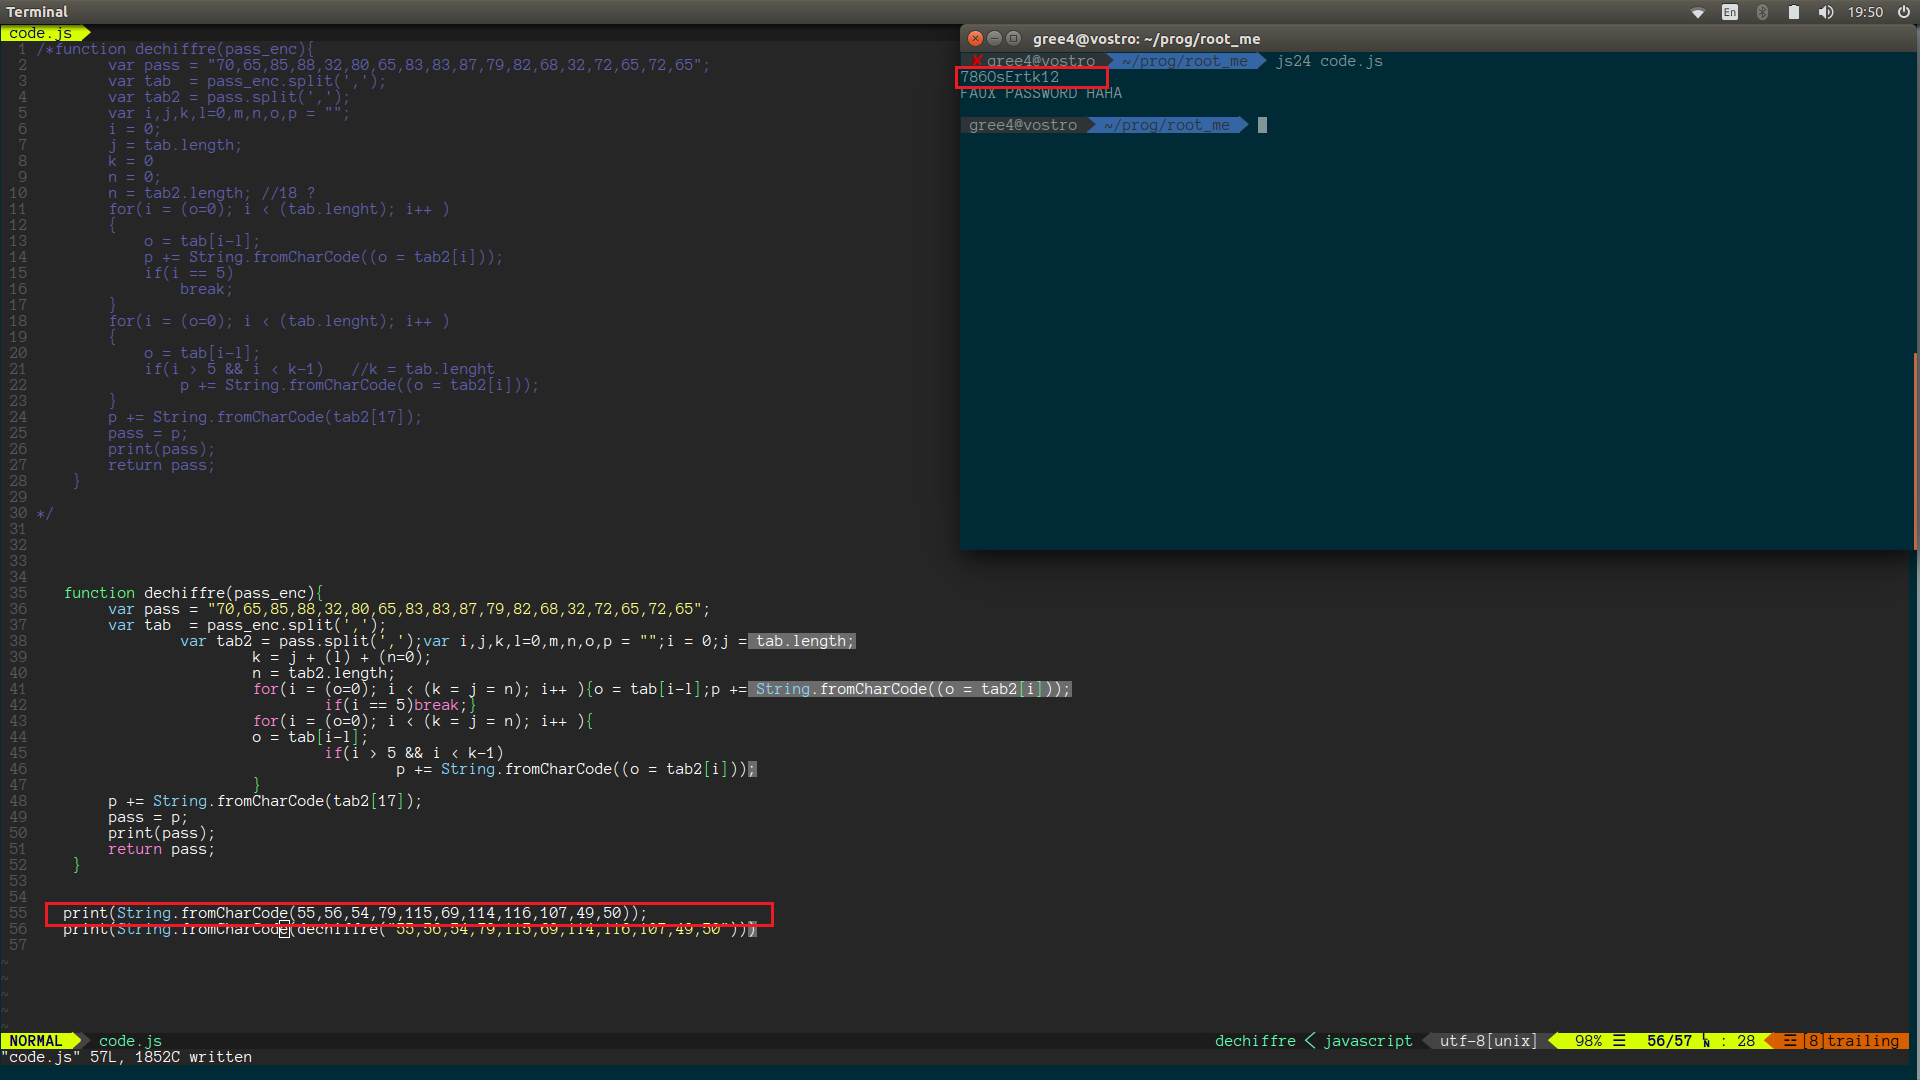 Terminal
En 19:50
code.js
1 /*function dechiffre(pass_enc){
2 var pass = "70,65,85,88,32,80,65,83,83,87,79,82,68,32,72,65,72,65";
3 var tab  = pass_enc.split(',');
4 var tab2 = pass.split(',');
5 var i,j,k,l=0,m,n,o,p = "";
6 i = 0;
7 j = tab.length;
8 k = 0
9 n = 0;
10 n = tab2.length; //18 ?
11 for(i = (o=0); i < (tab.lenght); i++ )
12 {
13 o = tab[i-l];
14 p += String.fromCharCode((o = tab2[i]));
15 if(i == 5)
16 break;
17 }
18 for(i = (o=0); i < (tab.lenght); i++ )
19 {
20 o = tab[i-l];
21 if(i > 5 && i < k-1)   //k = tab.lenght
22 p += String.fromCharCode((o = tab2[i]));
23 }
24 p += String.fromCharCode(tab2[17]);
25 pass = p;
26 print(pass);
27 return pass;
28 }
29
30 */
31
32
33
34
35 function dechiffre(pass_enc){
36 var pass = "70,65,85,88,32,80,65,83,83,87,79,82,68,32,72,65,72,65";
37 var tab  = pass_enc.split(',');
38 var tab2 = pass.split(',');var i,j,k,l=0,m,n,o,p = "";i = 0;j = tab.length;
39 k = j + (l) + (n=0);
40 n = tab2.length;
41 for(i = (o=0); i < (k = j = n); i++ ){o = tab[i-l];p += String.fromCharCode((o = tab2[i]));
42 if(i == 5)break;}
43 for(i = (o=0); i < (k = j = n); i++ ){
44 o = tab[i-l];
45 if(i > 5 && i < k-1)
46 p += String.fromCharCode((o = tab2[i]));
47 }
48 p += String.fromCharCode(tab2[17]);
49 pass = p;
50 print(pass);
51 return pass;
52 }
53
54
55 print(String.fromCharCode(55,56,54,79,115,69,114,116,107,49,50));
56 print(String.fromCharCode(dechiffre("55,56,54,79,115,69,114,116,107,49,50")))
57
~
~
~
~
~
NORMAL code.js dechiffre < javascript utf-8[unix] 98% ☰ 56/57 ㏑ : 28 ☲ [8]trailing
"code.js" 57L, 1852C written
gree4@vostro: ~/prog/root_me
✘ gree4@vostro ~/prog/root_me js24 code.js
786OsErtk12
FAUX PASSWORD HAHA
gree4@vostro ~/prog/root_me